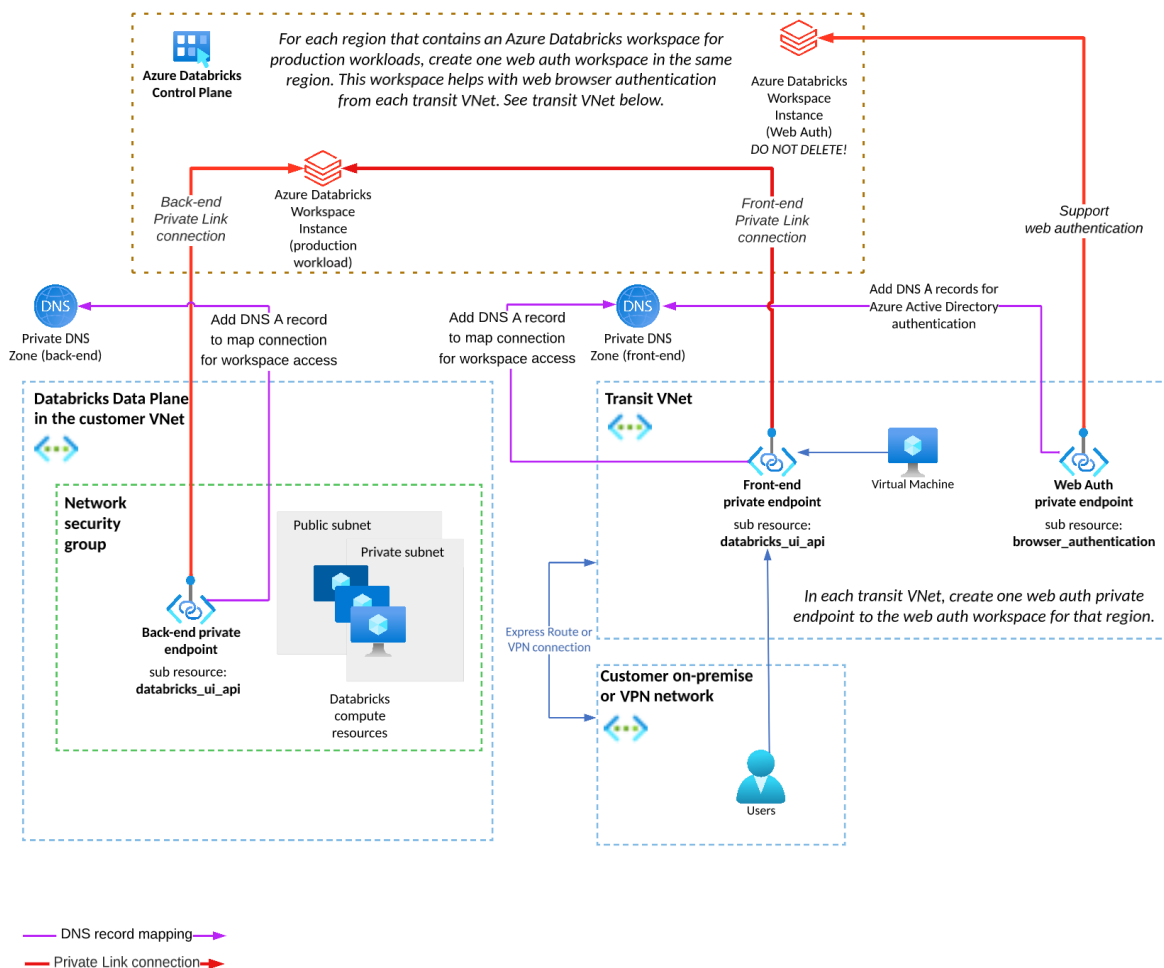 Azure Databricks
Control Plane
For each region that contains an Azure Databricks workspace for
production workloads, create one web auth workspace in the same
region. This workspace helps with web browser authentication
from each transit VNet. See transit VNet below.
Azure Databricks
Workspace
Instance
(Web Auth)
DO NOT DELETE!
Back-end
Private Link
connection
Azure Databricks
Workspace
Instance
(production
workload)
Front-end
Private Link
connection
Support
web authentication
DNS
Private DNS
Zone (back-end)
Add DNS A record
to map connection
for workspace access
Add DNS A record
to map connection
for workspace access
DNS
Private DNS
Zone (front-end)
Add DNS A records for
Azure Active Directory
authentication
Databricks Data Plane
in the customer VNet
Network
security
group
Public subnet
Private subnet
Back-end private
endpoint
sub resource:
databricks_ui_api
Databricks
compute
resources
Transit VNet
Front-end
private endpoint
sub resource:
databricks_ui_api
Virtual Machine
Web Auth
private endpoint
sub resource:
browser_authentication
In each transit VNet, create one web auth private
endpoint to the web auth workspace for that region.
Express Route or
VPN connection
Customer on-premise
or VPN network
Users
DNS record mapping
Private Link connection